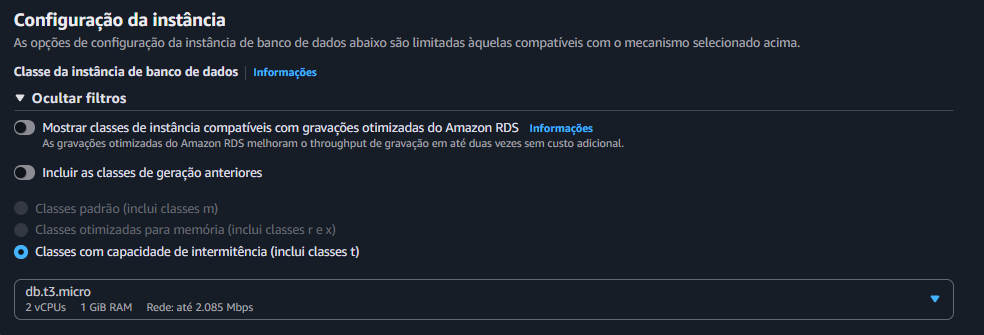 Configuração da instância
As opções de configuração da instância de banco de dados abaixo são limitadas àquelas compatíveis com o mecanismo selecionado acima.
Classe da instância de banco de dados Informações
Ocultar filtros
Mostrar classes de instância compatíveis com gravações otimizadas do Amazon RDS Informações
As gravações otimizadas do Amazon RDS melhoram o throughput de gravação em até duas vezes sem custo adicional.
Incluir as classes de geração anteriores
Classes padrão (inclui classes m)
Classes otimizadas para memória (inclui classes r e x)
Classes com capacidade de intermitência (inclui classes t)
db.t3.micro
2 vCPUs 1 GiB RAM Rede: até 2.085 Mbps